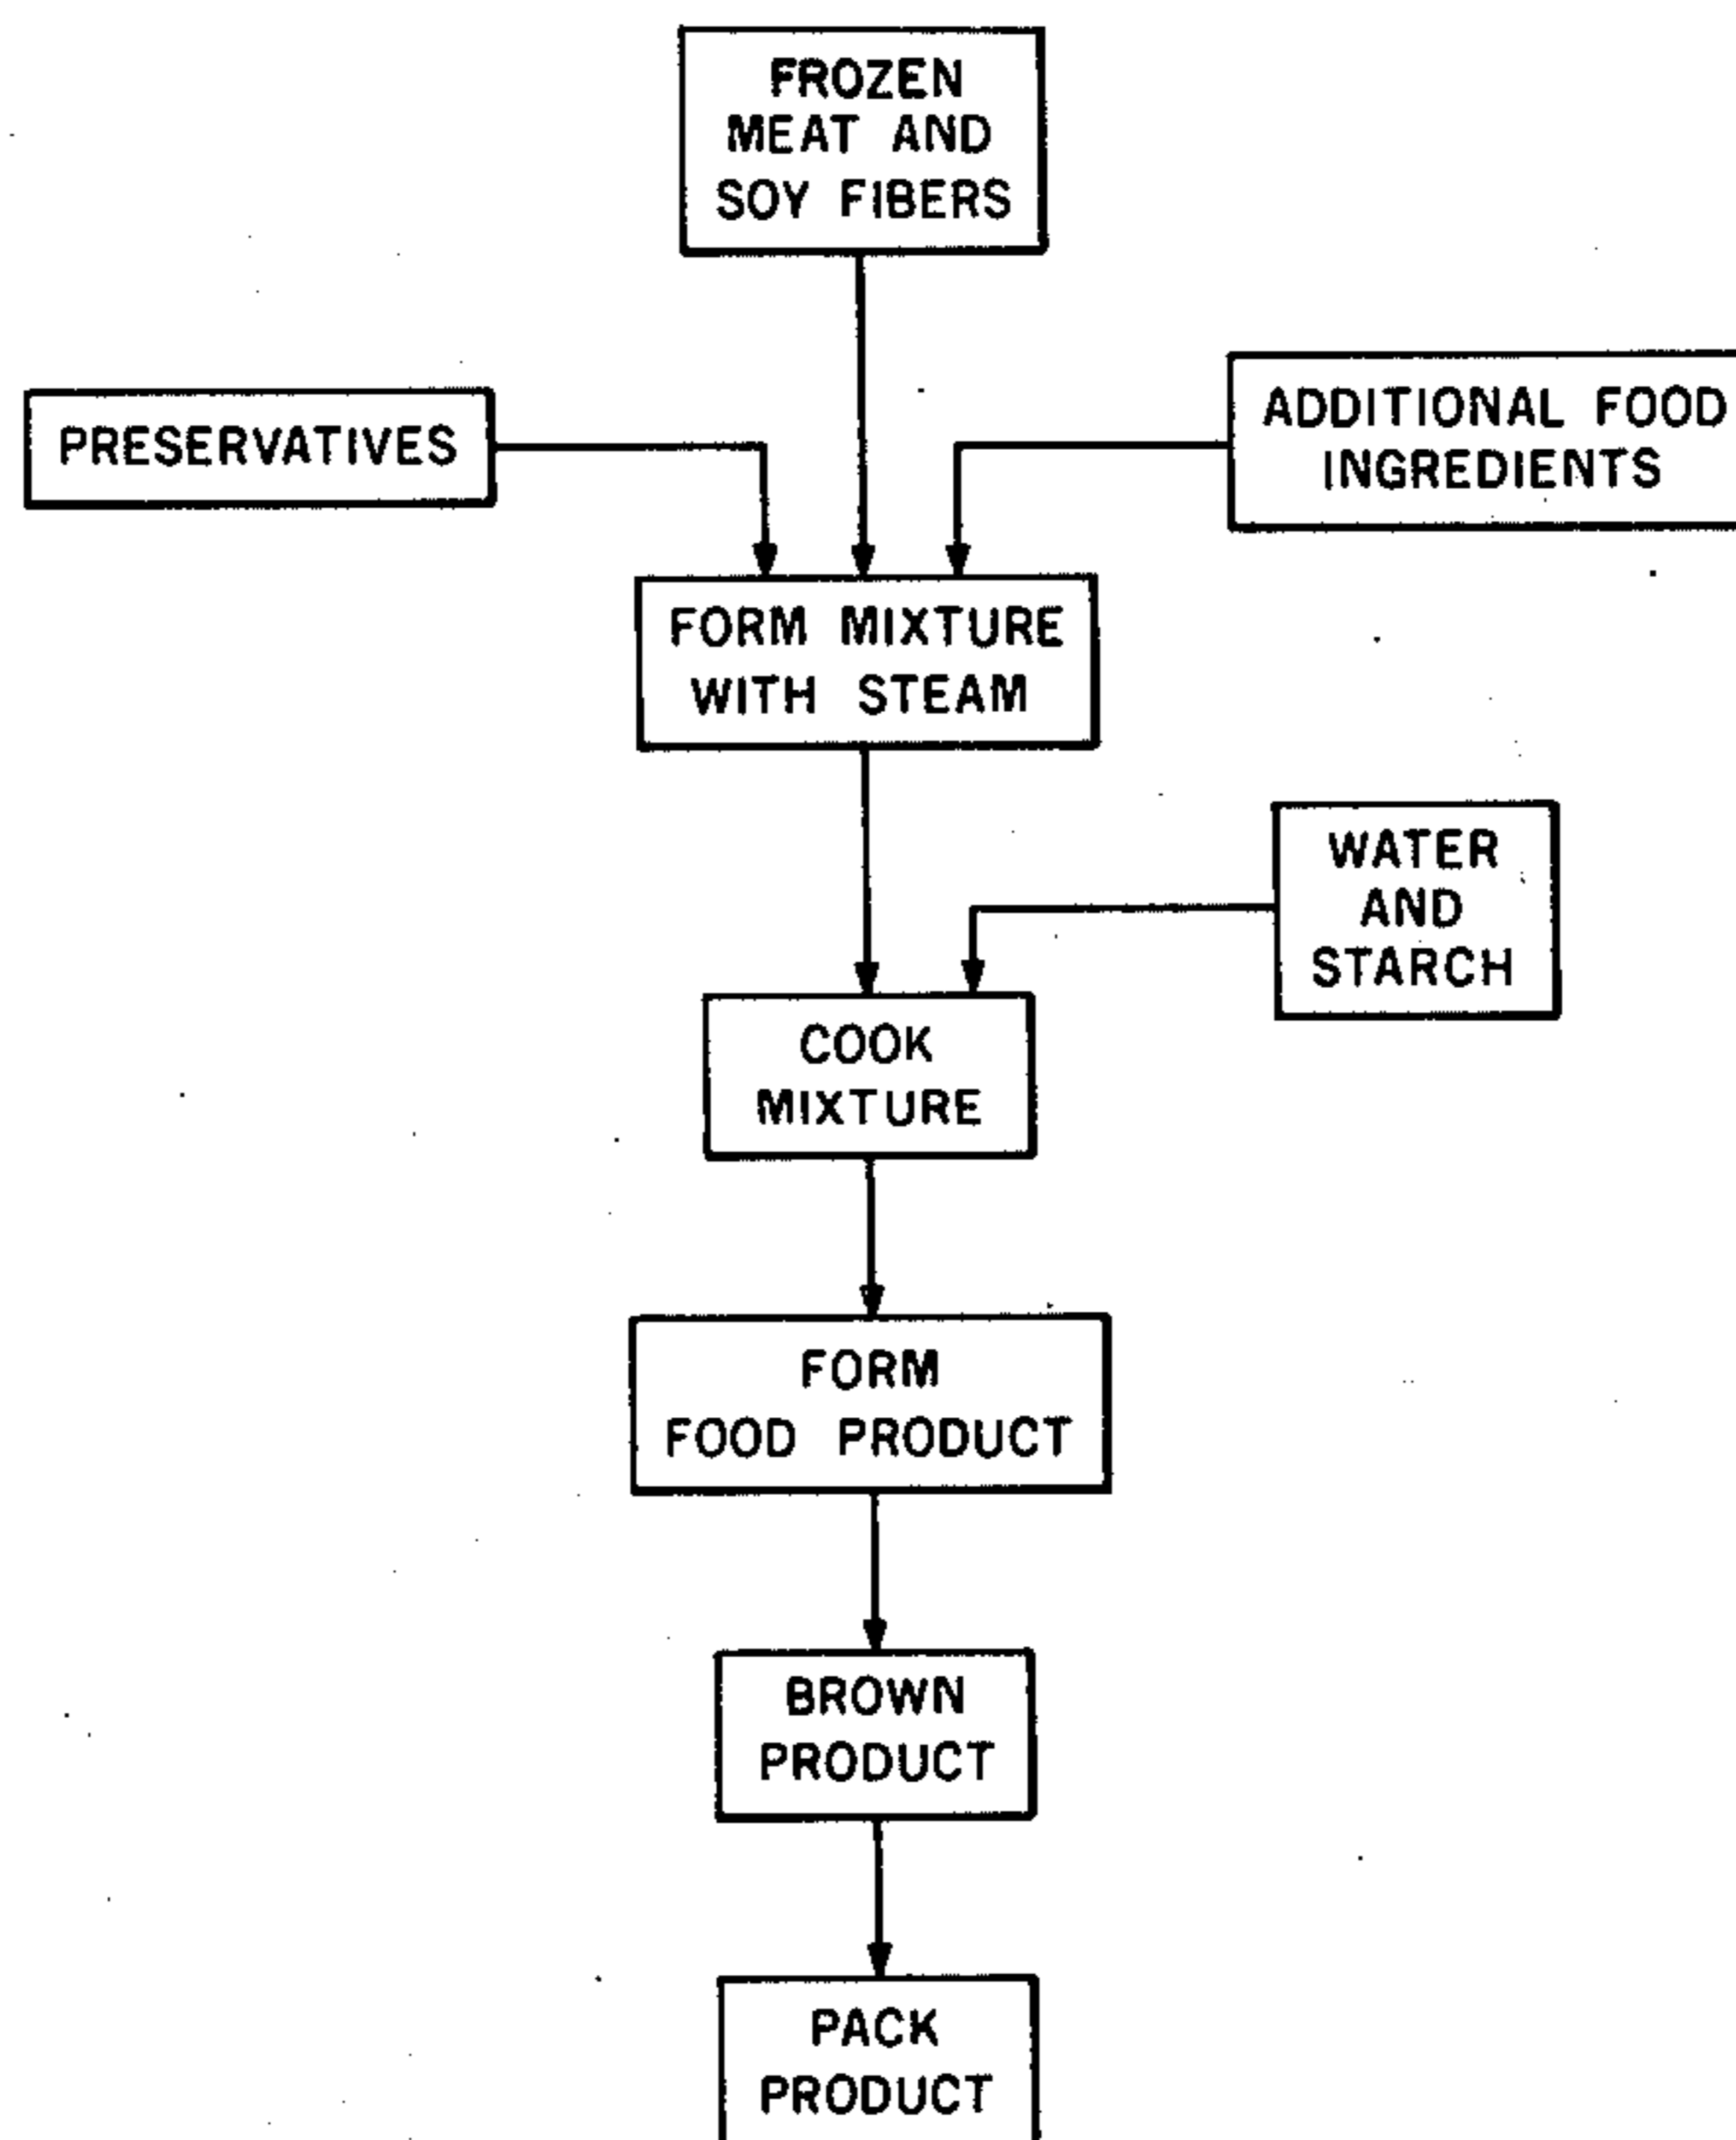 FROZEN
MEAT AND
SOY FIBERS
PRESERVATIVES
ADDITIONAL FOOD
INGREDIENTS
FORM MIXTURE
WITH STEAM
WATER
AND
STARCH
COOK
MIXTURE
FORM
FOOD PRODUCT
BROWN
PRODUCT
PACK
PRODUCT